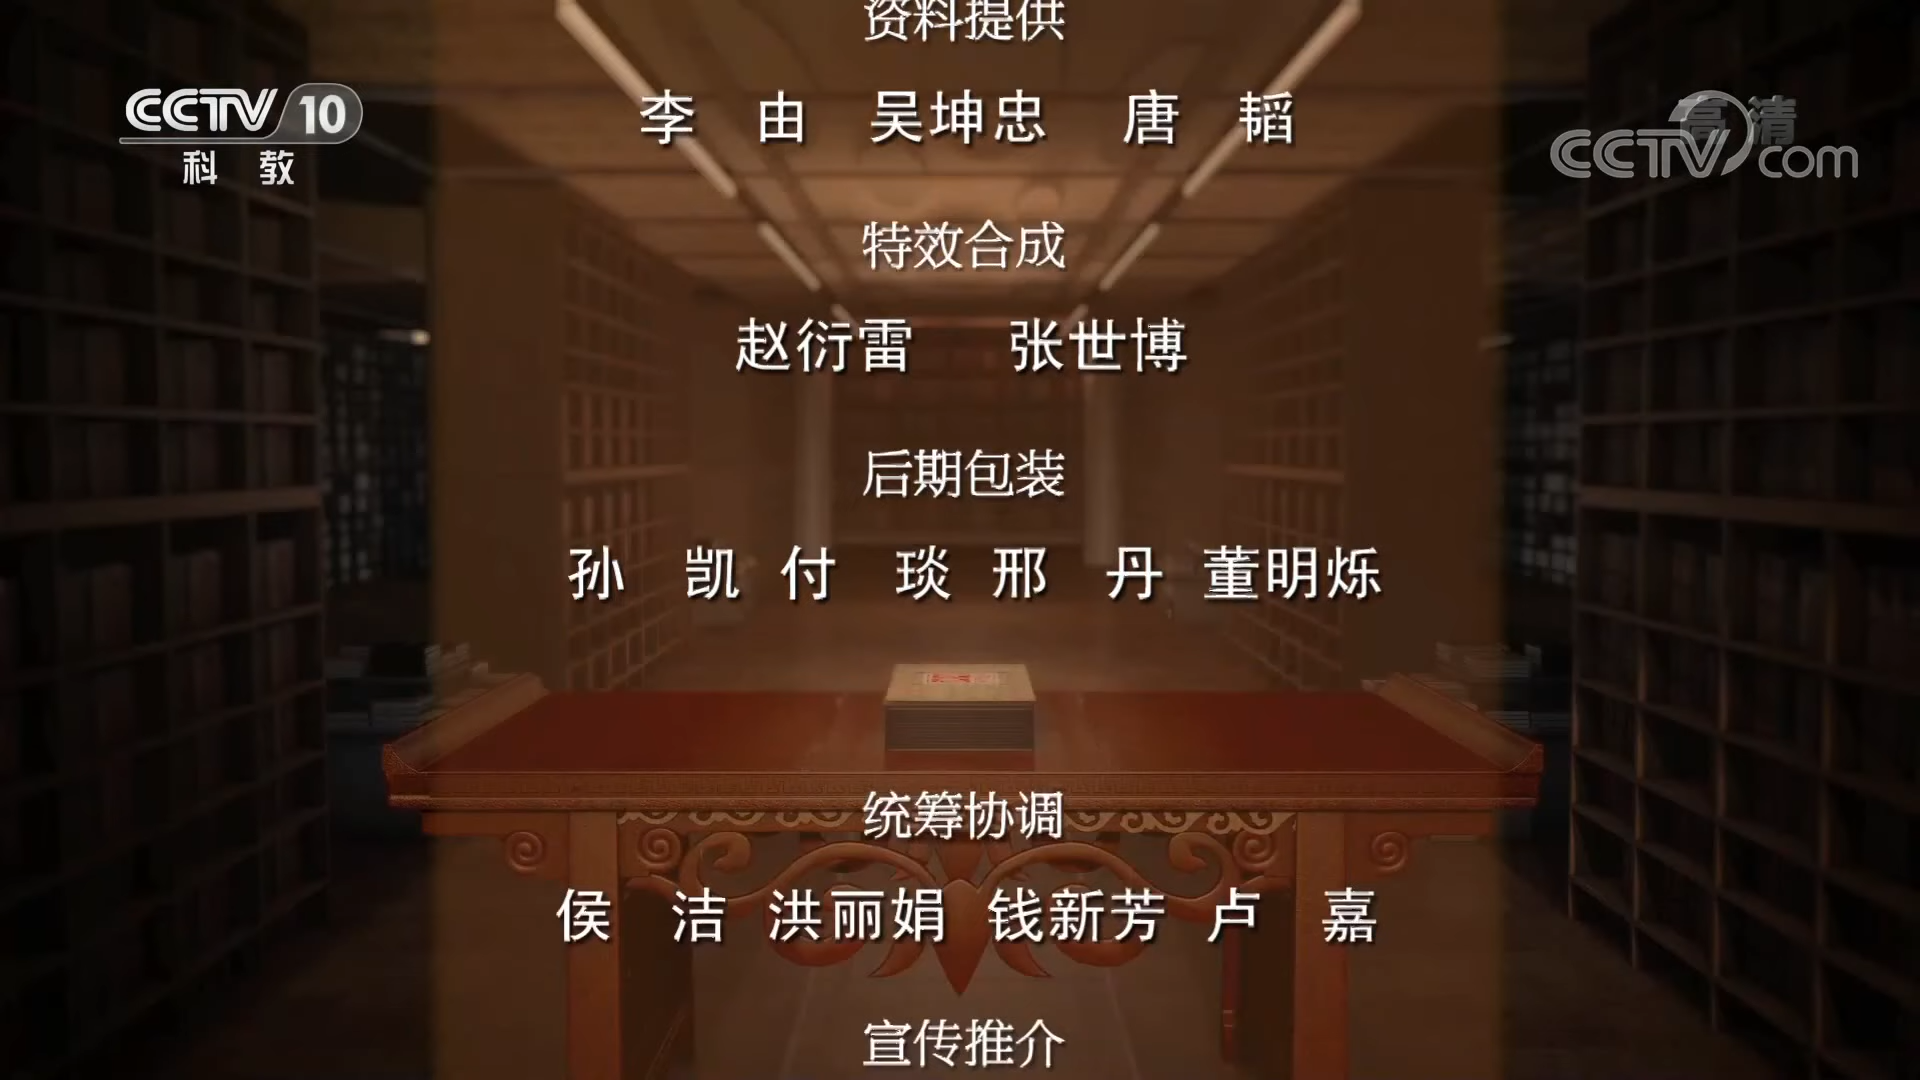 资料提供
CCTV 10
高清
李 由 吴坤忠 唐 韬
CCTV com
科 教
特效合成
赵衍雷 张世博
后期包装
孙 凯 付 琰 邢 丹 董明烁
统筹协调
侯 洁 洪丽娟 钱新芳 卢 嘉
宣传推介